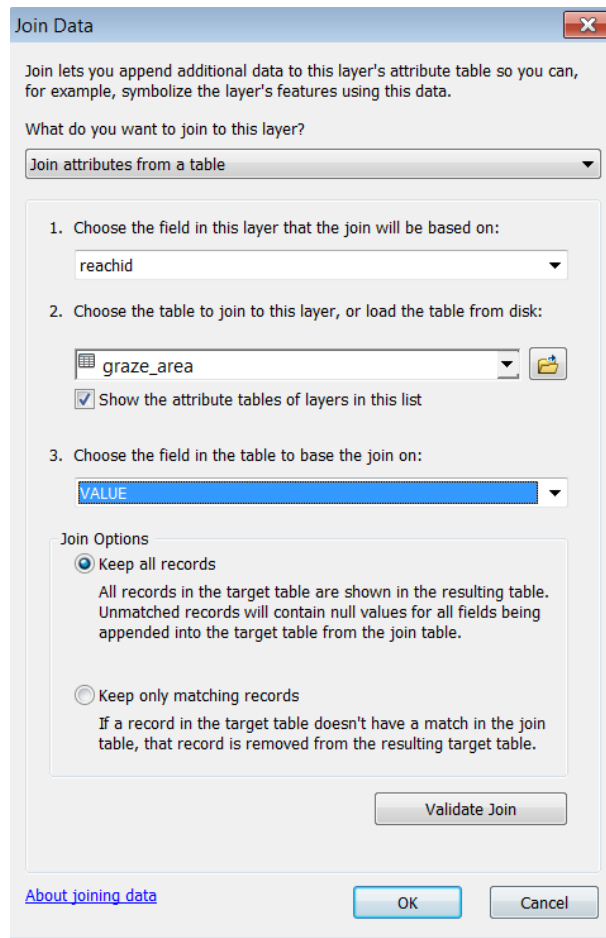 Join Data
Join lets you append additional data to this layer's attribute table so you can,
for example, symbolize the layer's features using this data.
What do you want to join to this layer?
Join attributes from a table
1. Choose the field in this layer that the join will be based on:
reachid
2. Choose the table to join to this layer, or load the table from disk:
graze_area
Show the attribute tables of layers in this list
3. Choose the field in the table to base the join on:
VALUE
Join Options
Keep all records
All records in the target table are shown in the resulting table.
Unmatched records will contain null values for all fields being
appended into the target table from the join table.
Keep only matching records
If a record in the target table doesn't have a match in the join
table, that record is removed from the resulting target table.
Validate Join
About joining data
OK
Cancel